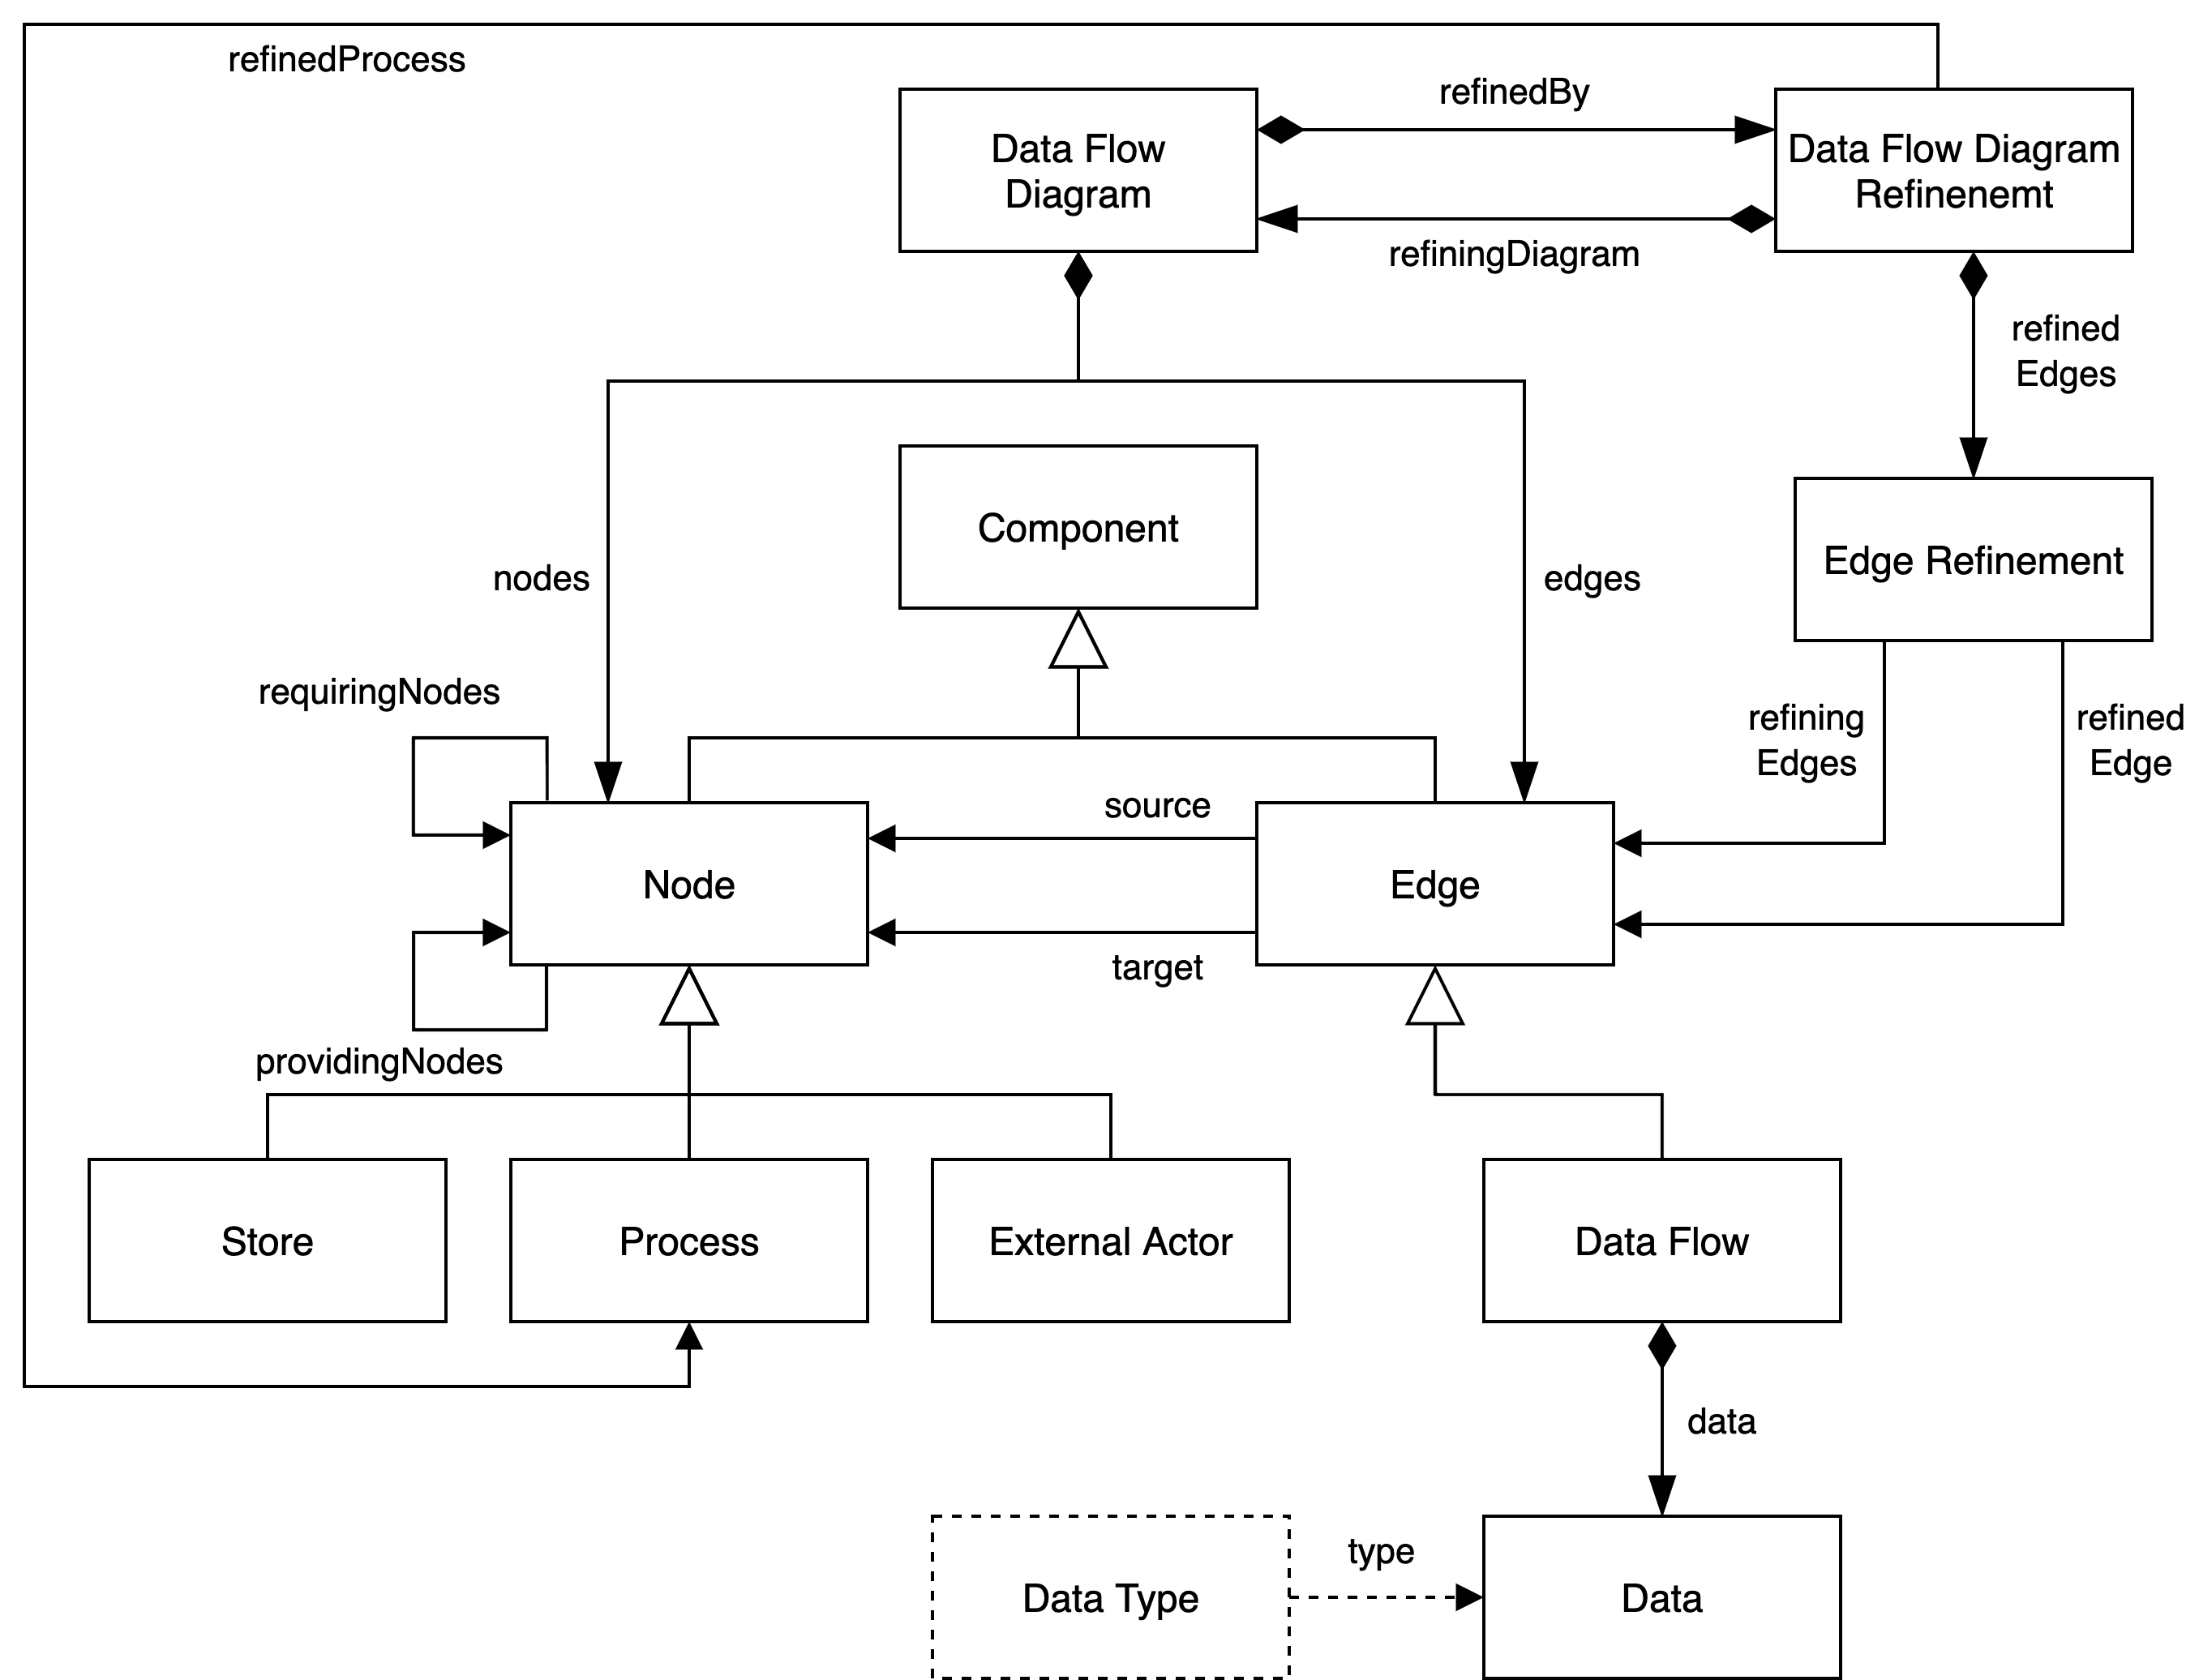 refinedProcess
refinedBy
Data Flow
Diagram
Data Flow Diagram
Refinenemt
refiningDiagram
refined
Edges
Component
Edge Refinement
nodes
edges
requiringNodes
refining
Edges
refined
Edge
source
Node
Edge
target
providingNodes
Store
Process
External Actor
Data Flow
data
type
Data Type
Data